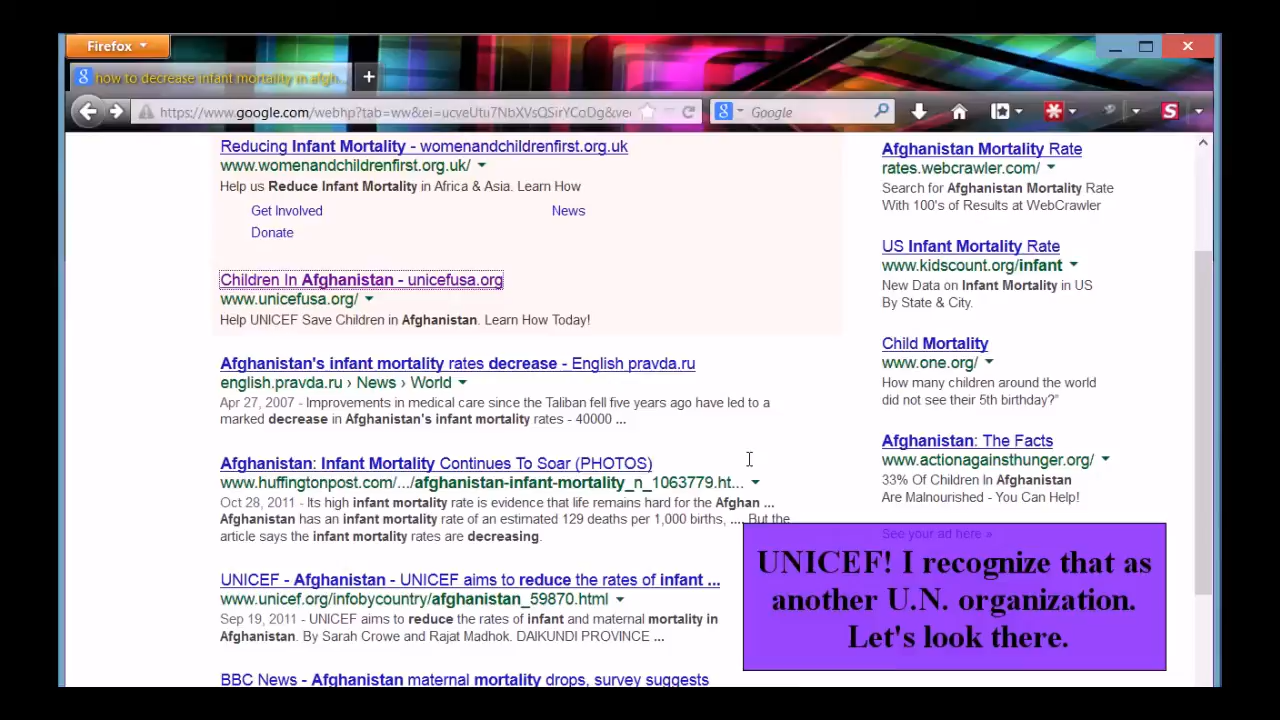 Firefox
how to decrease infant mortality in afgh...
https://www.google.com/webhp?tab=ww&ei=ucveUtu7NbXVsQSirYCoDg&ve
Google
Reducing Infant Mortality - womenandchildrenfirst.org.uk
www.womenandchildrenfirst.org.uk/
Help us Reduce Infant Mortality in Africa & Asia. Learn How
Get Involved
News
Donate
Children In Afghanistan - unicefusa.org
www.unicefusa.org/
Help UNICEF Save Children in Afghanistan. Learn How Today!
Afghanistan's infant mortality rates decrease - English pravda.ru
english.pravda.ru › News › World
Apr 27, 2007 - Improvements in medical care since the Taliban fell five years ago have led to a
marked decrease in Afghanistan's infant mortality rates - 40000 ...
Afghanistan: Infant Mortality Continues To Soar (PHOTOS)
www.huffingtonpost.com/.../afghanistan-infant-mortality_n_1063779.ht...
Oct 28, 2011 - Its high infant mortality rate is evidence that life remains hard for the Afghan ...
Afghanistan has an infant mortality rate of an estimated 129 deaths per 1,000 births, .... But the
article says the infant mortality rates are decreasing.
UNICEF - Afghanistan - UNICEF aims to reduce the rates of infant ...
www.unicef.org/infobycountry/afghanistan_59870.html
Sep 19, 2011 - UNICEF aims to reduce the rates of infant and maternal mortality in
Afghanistan. By Sarah Crowe and Rajat Madhok. DAIKUNDI PROVINCE ...
BBC News - Afghanistan maternal mortality drops, survey suggests
Afghanistan Mortality Rate
rates.webcrawler.com/
Search for Afghanistan Mortality Rate
With 100's of Results at WebCrawler
US Infant Mortality Rate
www.kidscount.org/infant
New Data on Infant Mortality in US
By State & City.
Child Mortality
www.one.org/
How many children around the world
did not see their 5th birthday?"
Afghanistan: The Facts
www.actionagainsthunger.org/
33% Of Children In Afghanistan
Are Malnourished - You Can Help!
See your ad here »
UNICEF! I recognize that as
another U.N. organization.
Let's look there.